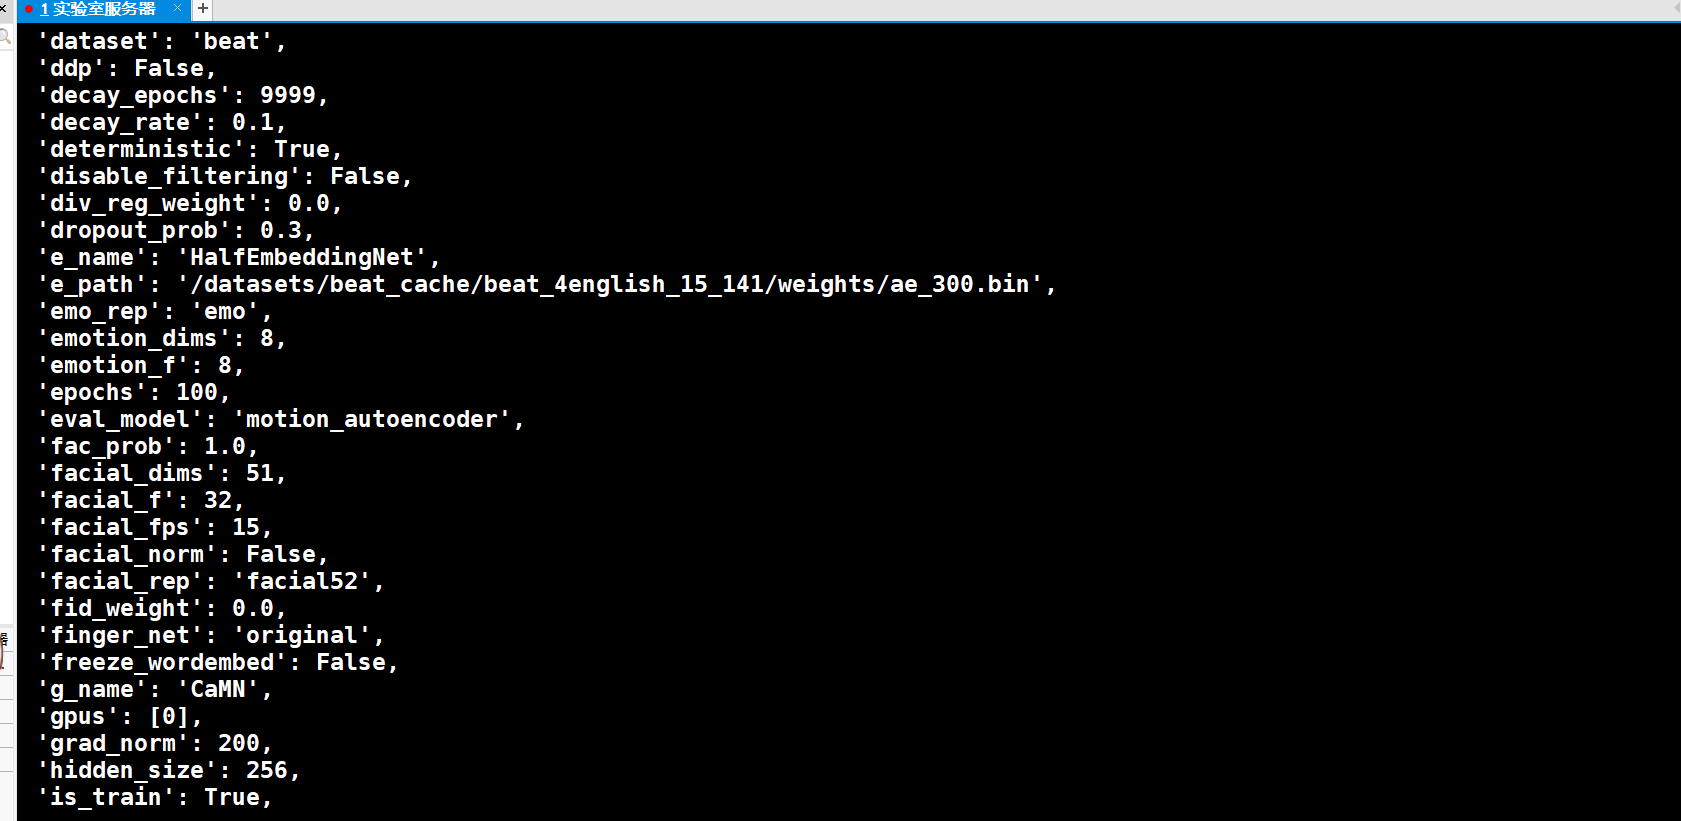 1 实验室服务器 × +
'dataset': 'beat',
'ddp': False,
'decay_epochs': 9999,
'decay_rate': 0.1,
'deterministic': True,
'disable_filtering': False,
'div_reg_weight': 0.0,
'dropout_prob': 0.3,
'e_name': 'HalfEmbeddingNet',
'e_path': '/datasets/beat_cache/beat_4english_15_141/weights/ae_300.bin',
'emo_rep': 'emo',
'emotion_dims': 8,
'emotion_f': 8,
'epochs': 100,
'eval_model': 'motion_autoencoder',
'fac_prob': 1.0,
'facial_dims': 51,
'facial_f': 32,
'facial_fps': 15,
'facial_norm': False,
'facial_rep': 'facial52',
'fid_weight': 0.0,
'finger_net': 'original',
'freeze_wordembed': False,
'g_name': 'CaMN',
'gpus': [0],
'grad_norm': 200,
'hidden_size': 256,
'is_train': True,
器